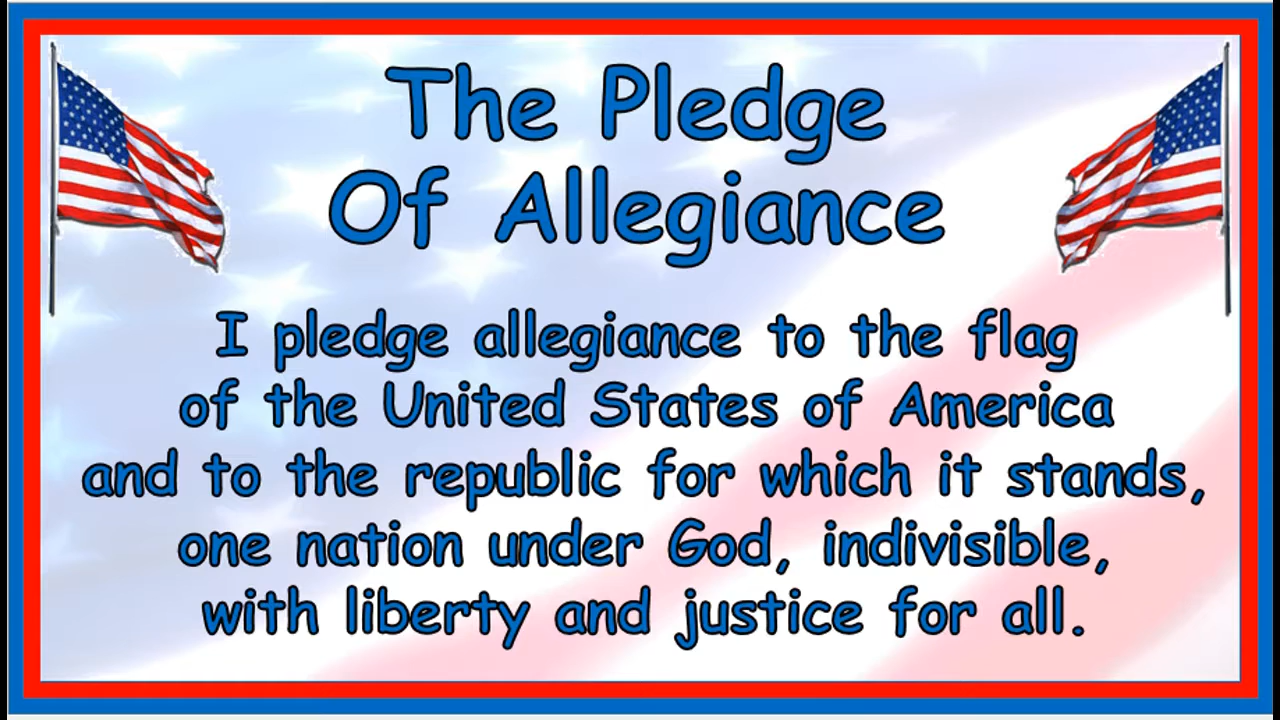 The Pledge
Of Allegiance
I pledge allegiance to the flag
of the United States of America
and to the republic for which it stands,
one nation under God, indivisible,
with liberty and justice for all.